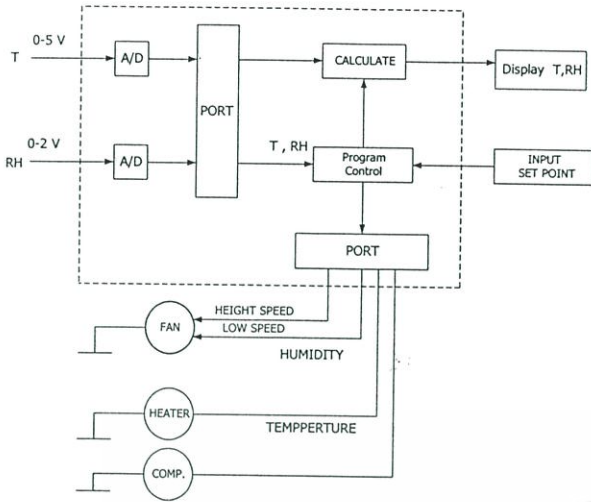 0-5 V
T
A/D
PORT
CALCULATE
Display T,RH
0-2 V
RH
A/D
T , RH
Program
Control
INPUT
SET POINT
PORT
HEIGHT SPEED
FAN
LOW SPEED
HUMIDITY
HEATER
TEMPPERTURE
COMP.